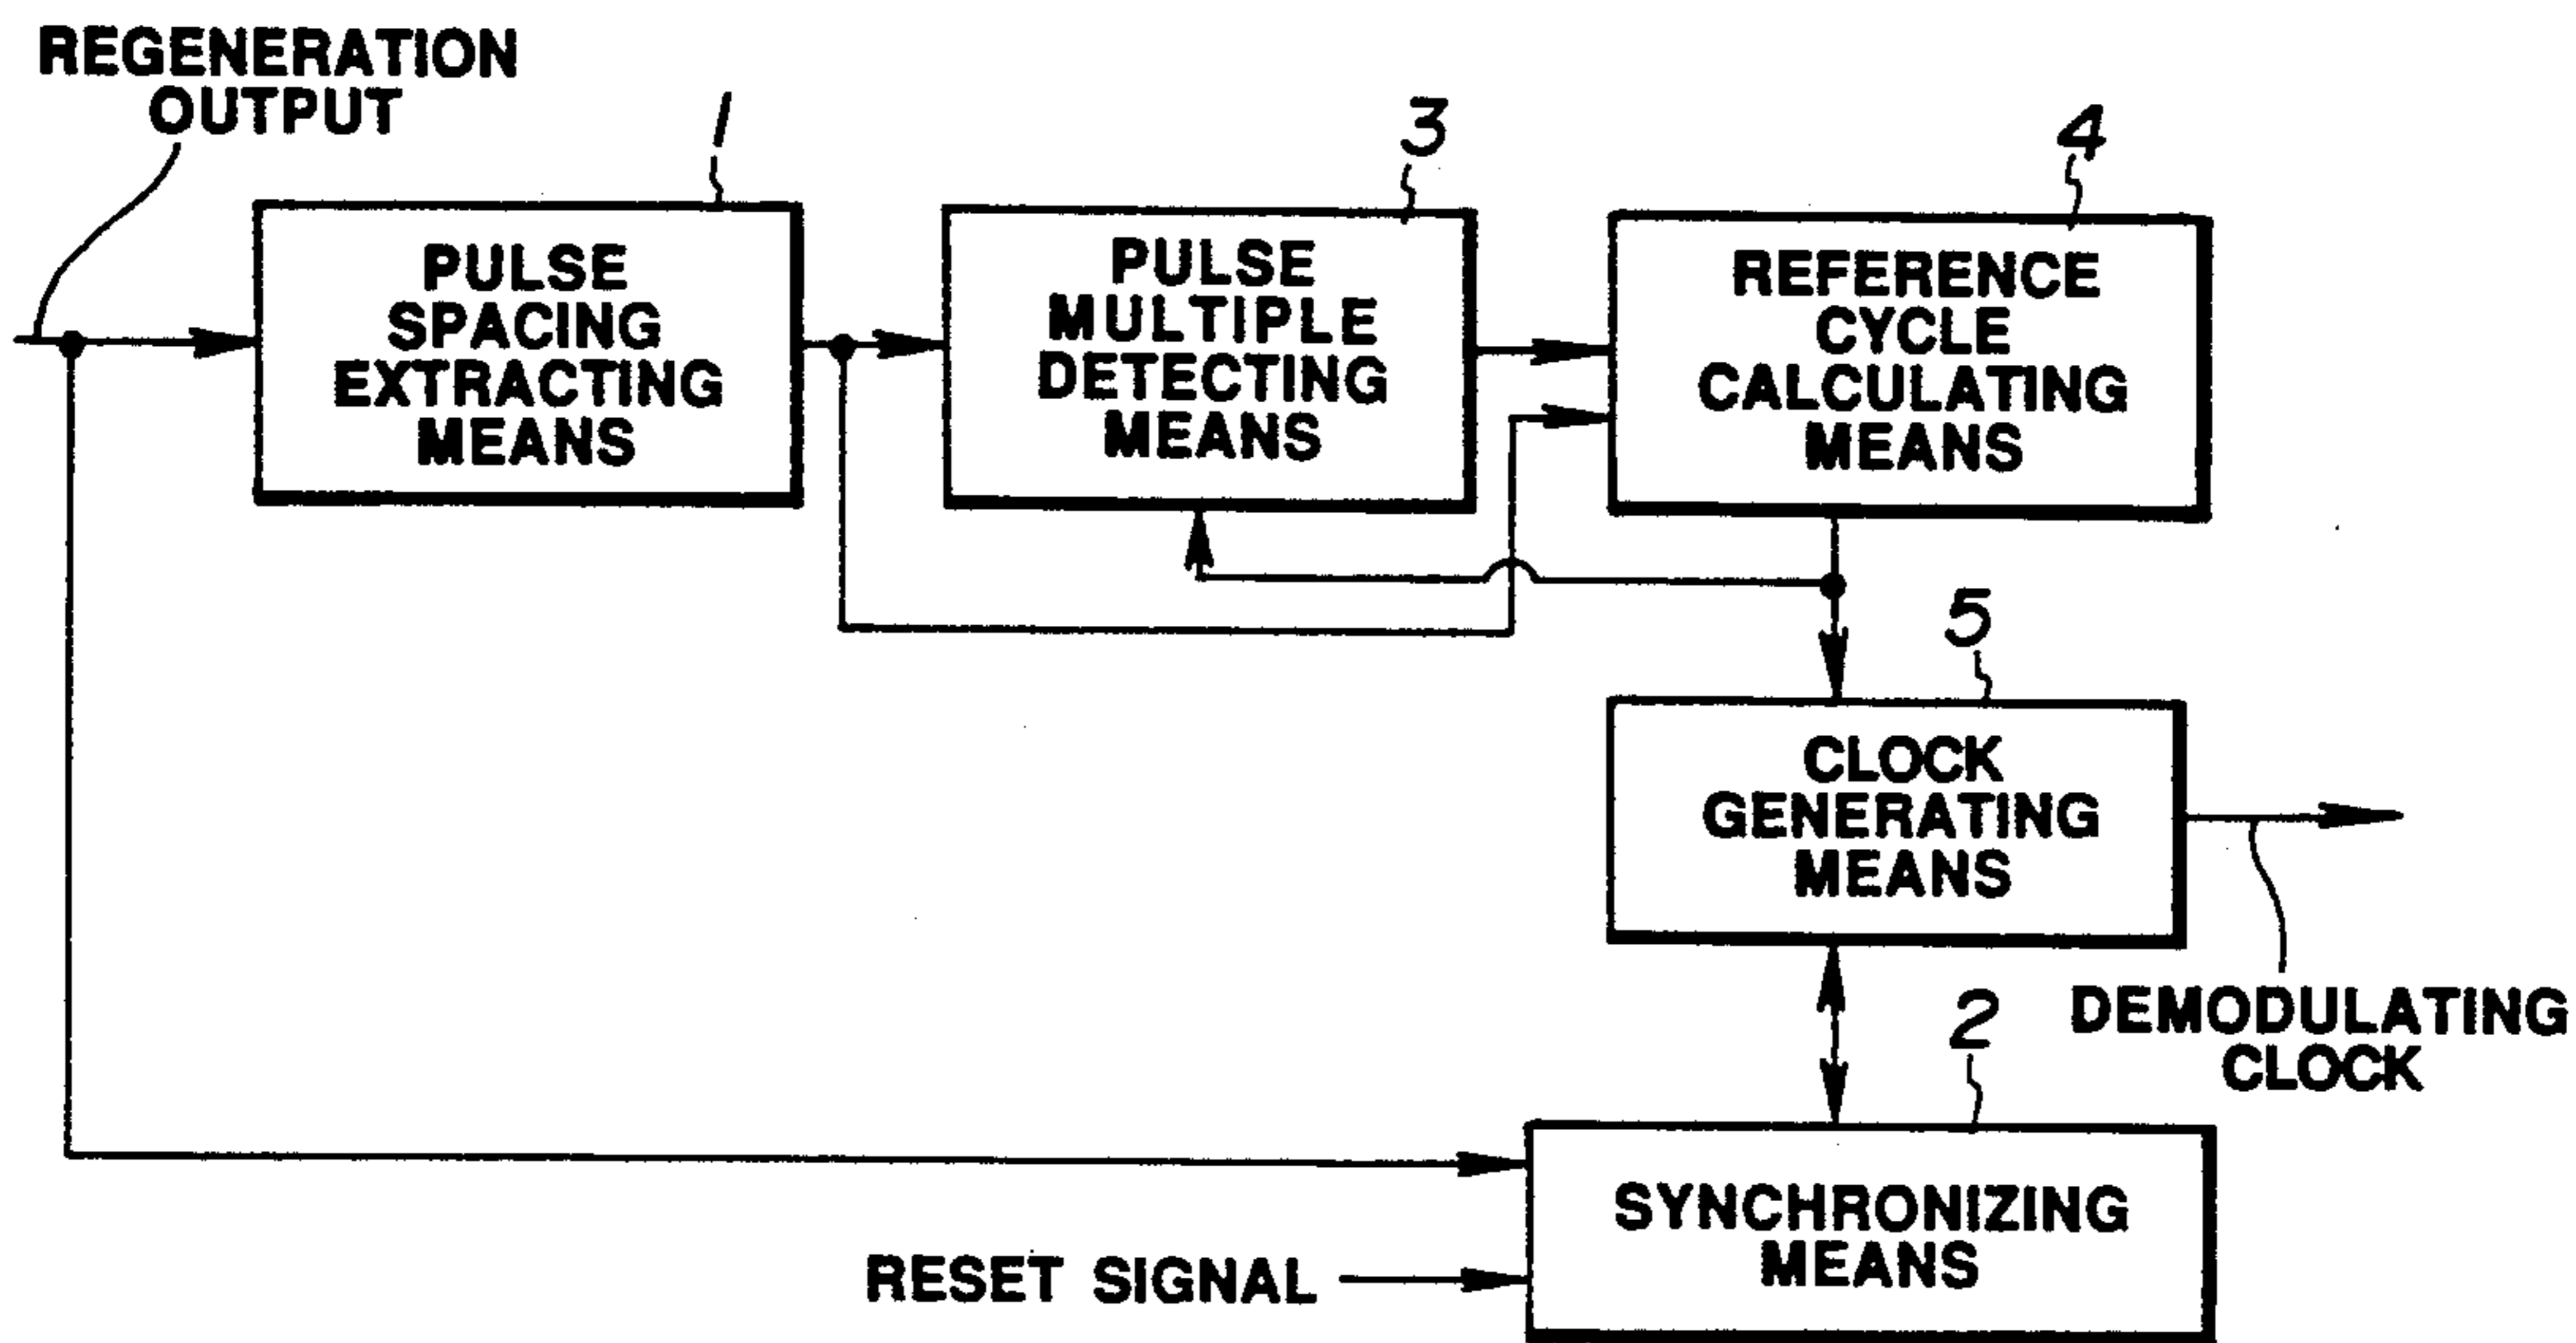 REGENERATION
OUTPUT
1
PULSE
SPACING
EXTRACTING
MEANS
3
PULSE
MULTIPLE
DETECTING
MEANS
4
REFERENCE
CYCLE
CALCULATING
MEANS
5
CLOCK
GENERATING
MEANS
DEMODULATING
CLOCK
2
SYNCHRONIZING
MEANS
RESET SIGNAL